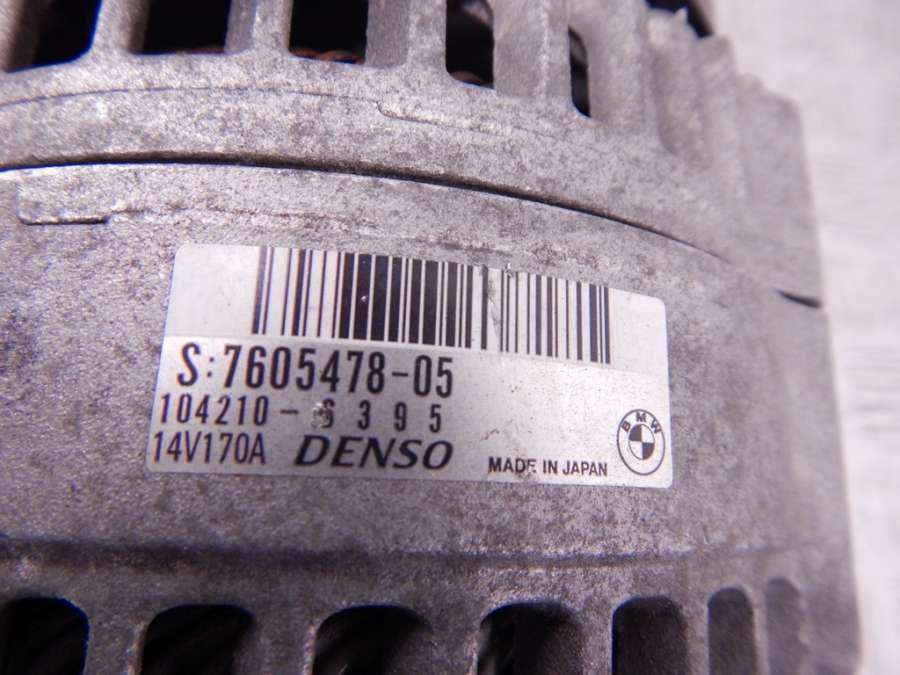 S:7605478-05
104210-6395
14V170A DENSO MADE IN JAPAN BMW